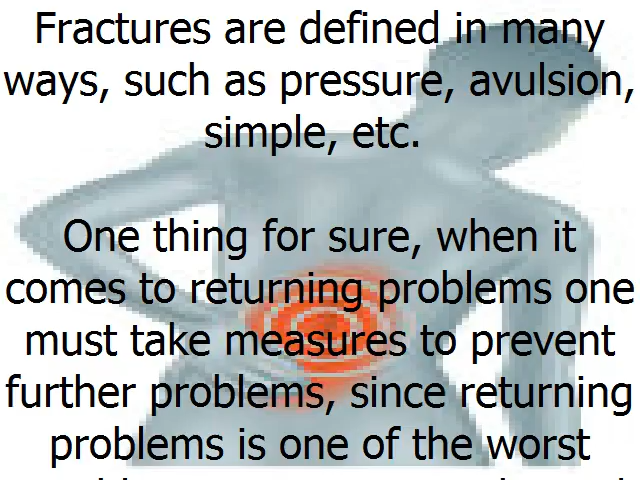 Fractures are defined in many
ways, such as pressure, avulsion,
simple, etc.
One thing for sure, when it
comes to returning problems one
must take measures to prevent
further problems, since returning
problems is one of the worst